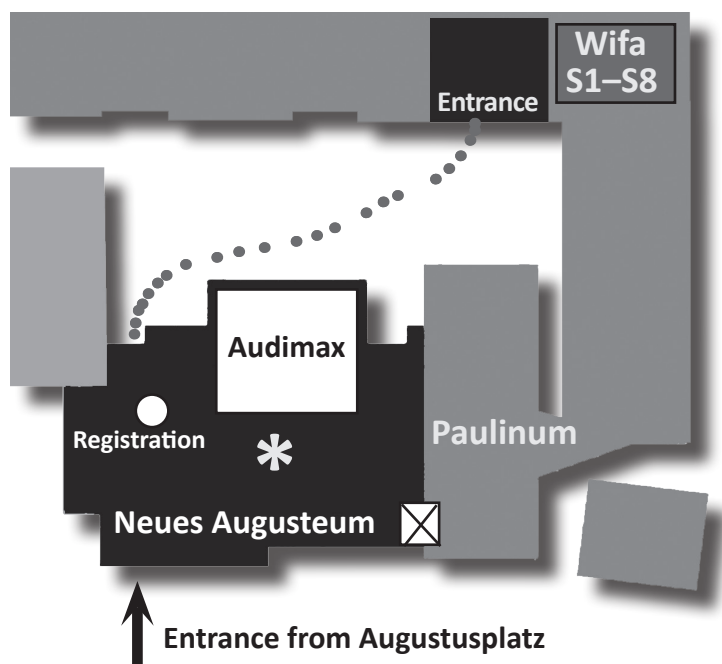 Wifa
S1–S8
Entrance
Audimax
Registration
Paulinum
*
Neues Augusteum
Entrance from Augustusplatz